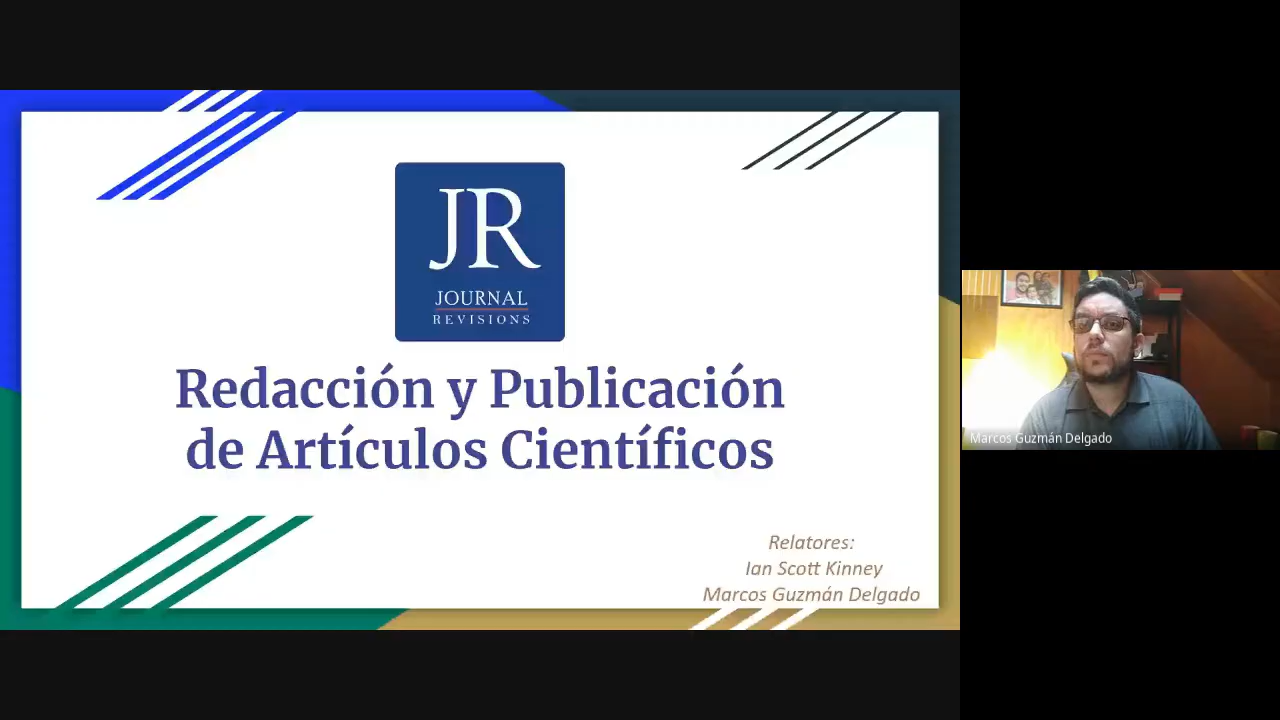 JR
JOURNAL
REVISIONS
Redacción y Publicación
de Artículos Científicos
Relatores:
Ian Scott Kinney
Marcos Guzmán Delgado
Marcos Guzmán Delgado